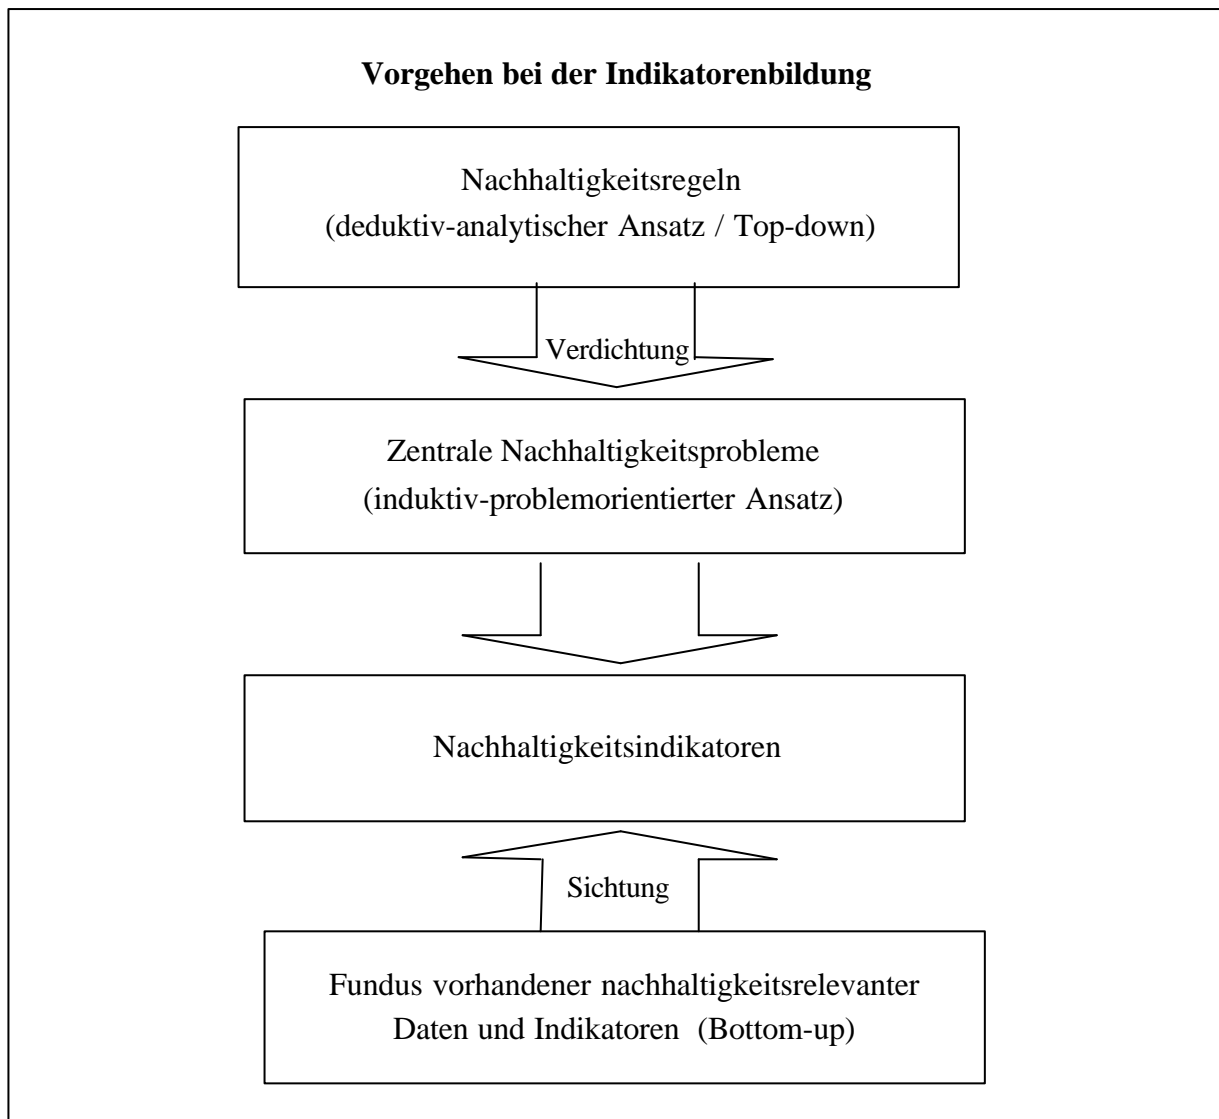 Vorgehen bei der Indikatorenbildung
Nachhaltigkeitsregeln
(deduktiv-analytischer Ansatz / Top-down)
Verdichtung
Zentrale Nachhaltigkeitsprobleme
(induktiv-problemorientierter Ansatz)
Nachhaltigkeitsindikatoren
Sichtung
Fundus vorhandener nachhaltigkeitsrelevanter
Daten und Indikatoren (Bottom-up)